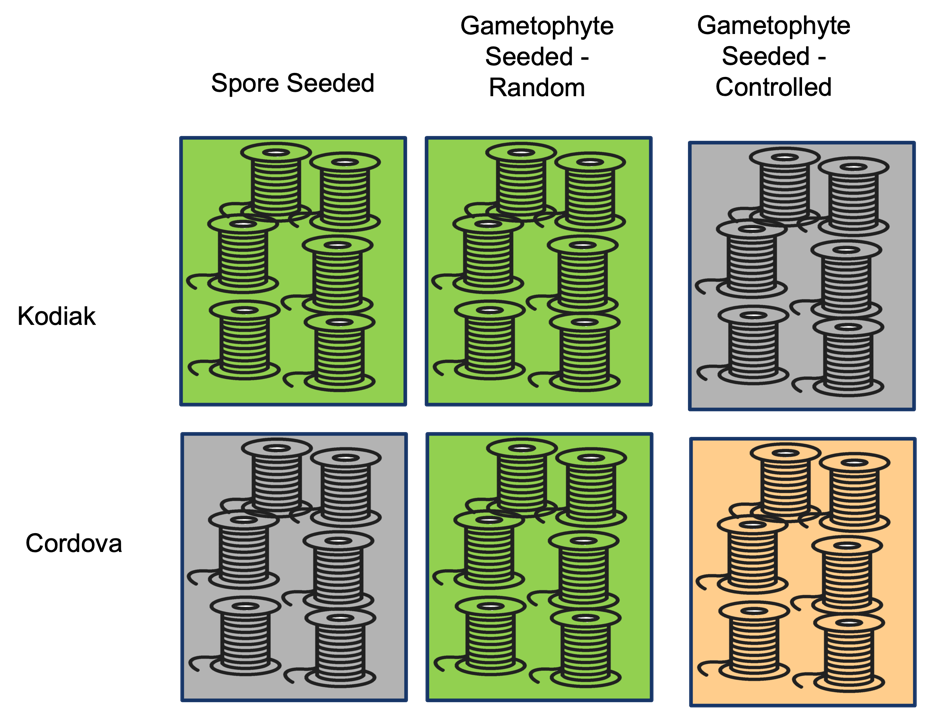 Gametophyte
Seeded -
Random
Gametophyte
Seeded -
Controlled
Spore Seeded
Kodiak
Cordova